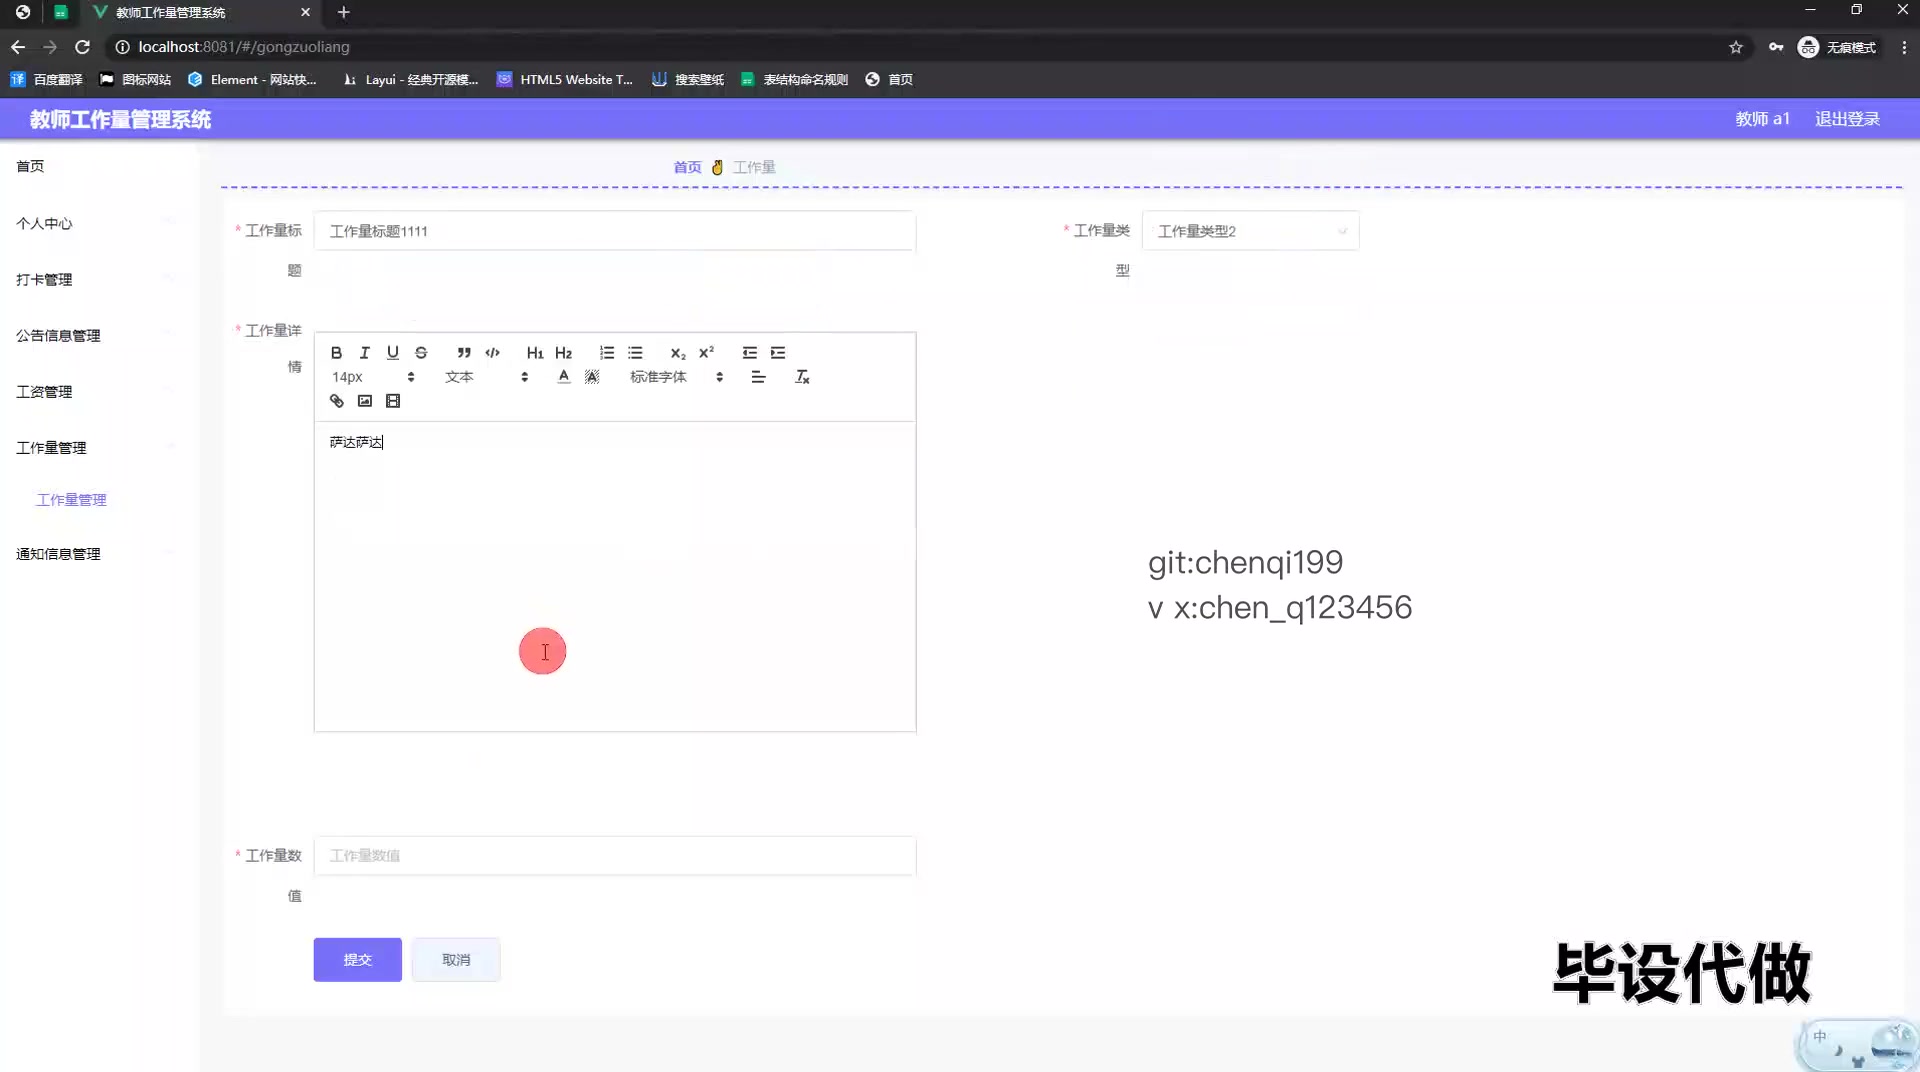 教师工作量管理系统
localhost:8081/#/gongzuoliang
无痕模式
百度翻译
图标网站
Element - 网站快...
Layui - 经典开源模...
HTML5 Website T...
搜索壁纸
表结构命名规则
首页
教师工作量管理系统
教师 a1
退出登录
首页
个人中心
打卡管理
公告信息管理
工资管理
工作量管理
工作量管理
通知信息管理
首页 工作量
* 工作量标
题
工作量标题1111
* 工作量类
型
工作量类型2
* 工作量详
情
B I U S H1 H2 X2 X2
14px 文本 A A 标准字体 Tx
萨达萨达
git:chenqi199
v x:chen_q123456
* 工作量数
值
工作量数值
提交
取消
毕设代做
中